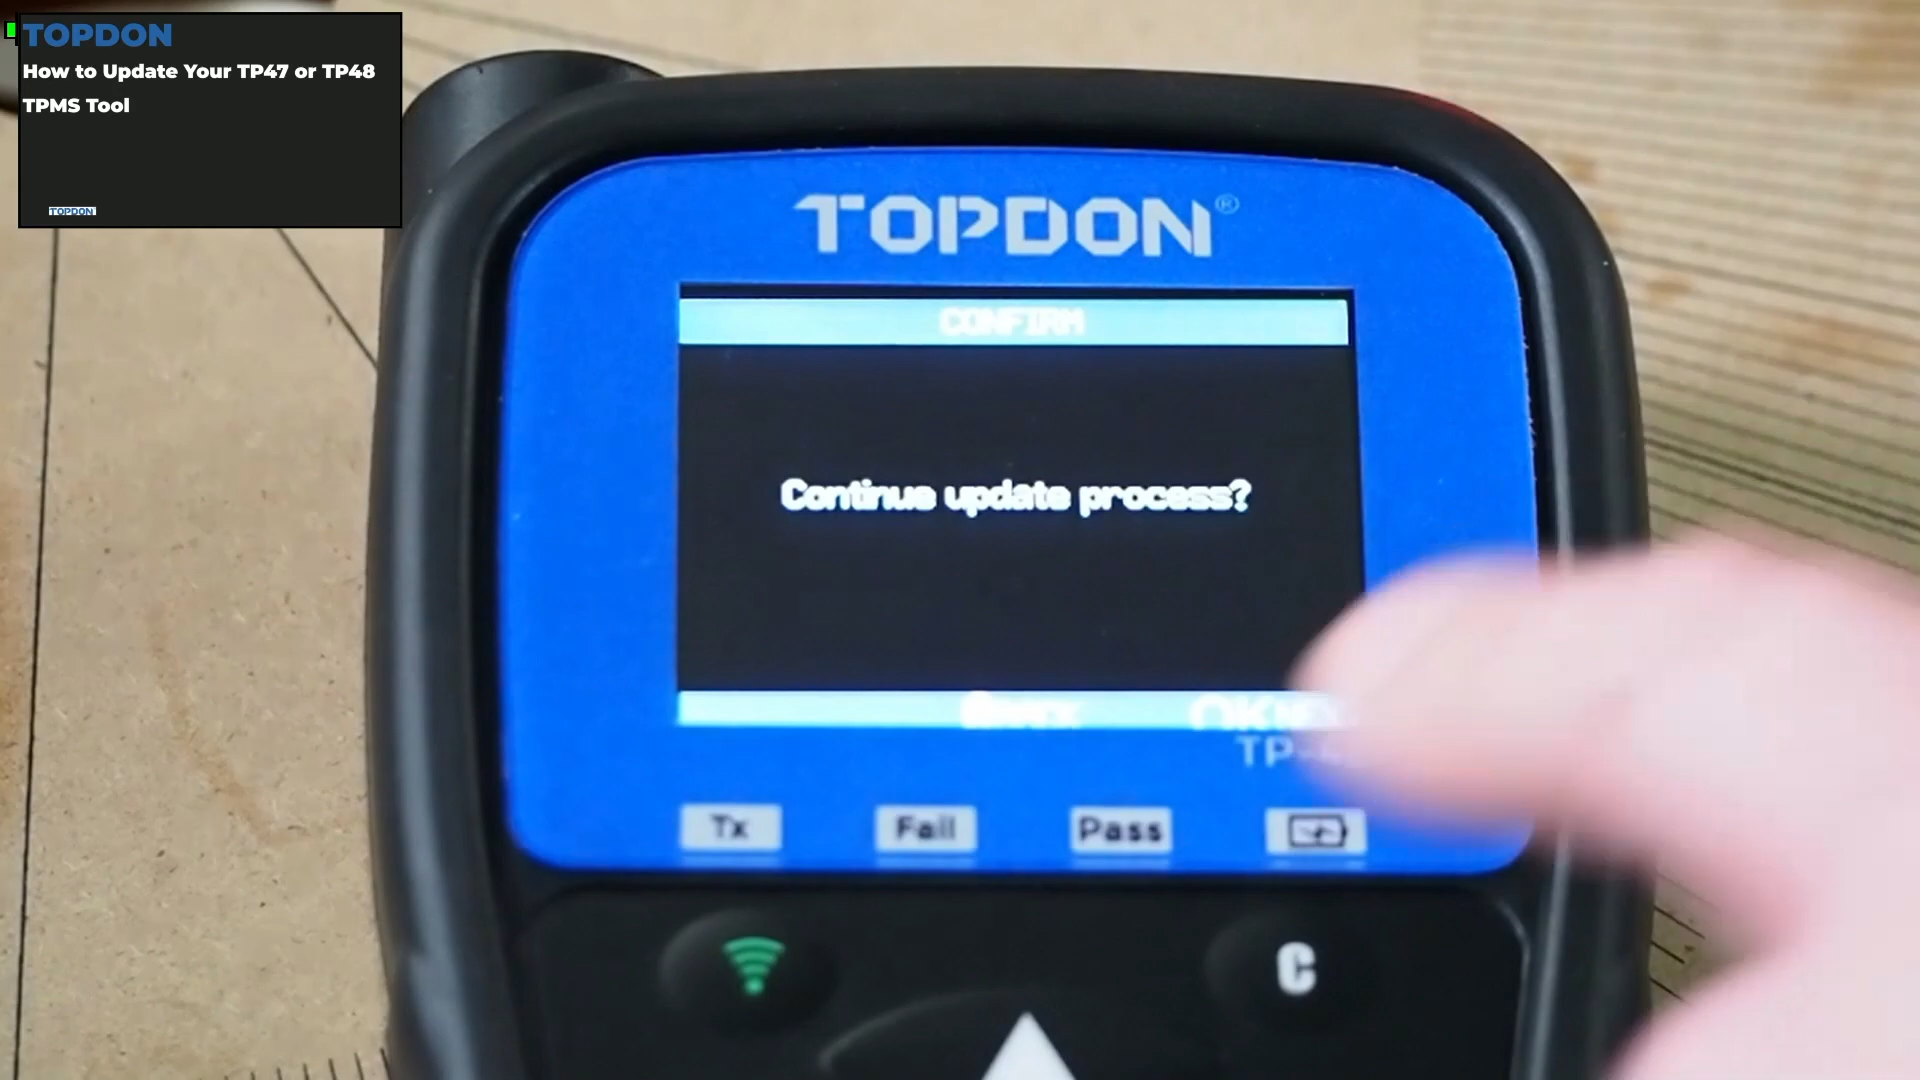 TOPDON
How to Update Your TP47 or TP48
TPMS Tool
TOPDON
TOPDON®
CONFIRM
Continue update process?
TP
Tx
Fail
Pass
C